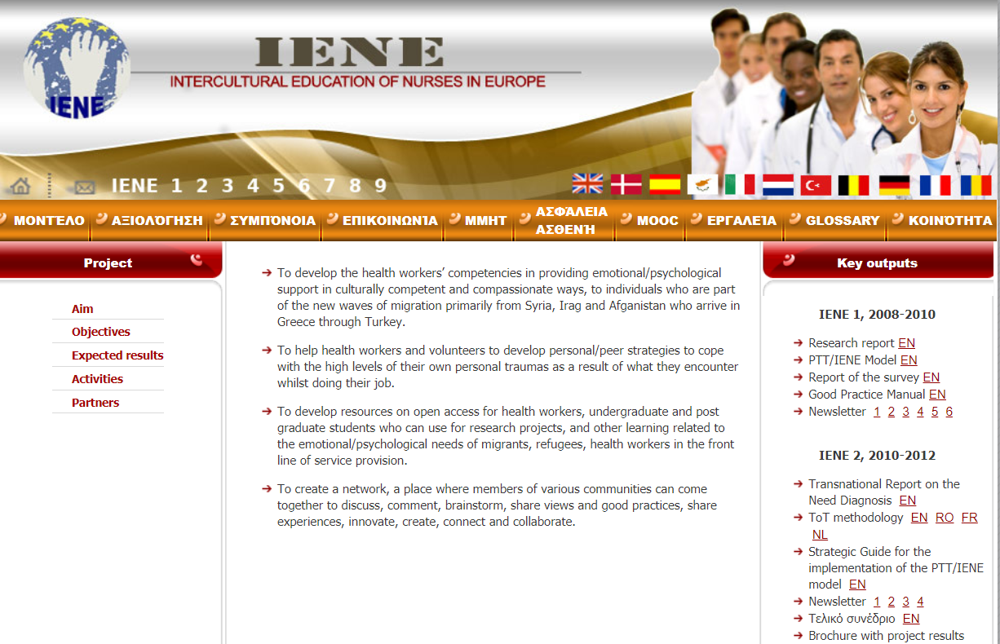 IENE
IENE
INTERCULTURAL EDUCATION OF NURSES IN EUROPE
IENE 1 2 3 4 5 6 7 8 9
ΜΟΝΤΈΛΟ
ΑΞΙΟΛΌΓΗΣΗ
ΣΥΜΠΌΝΟΙΑ
ΕΠΙΚΟΙΝΩΝΊΑ
ΜΜΗΤ
ΑΣΦΆΛΕΙΑ
ΑΣΘΕΝΉ
MOOC
ΕΡΓΑΛΕΊΑ
GLOSSARY
ΚΟΙΝΌΤΗΤΑ
Project
Aim
Objectives
Expected results
Activities
Partners
To develop the health workers’ competencies in providing emotional/psychological
support in culturally competent and compassionate ways, to individuals who are part
of the new waves of migration primarily from Syria, Irag and Afganistan who arrive in
Greece through Turkey.
To help health workers and volunteers to develop personal/peer strategies to cope
with the high levels of their own personal traumas as a result of what they encounter
whilst doing their job.
To develop resources on open access for health workers, undergraduate and post
graduate students who can use for research projects, and other learning related to
the emotional/psychological needs of migrants, refugees, health workers in the front
line of service provision.
To create a network, a place where members of various communities can come
together to discuss, comment, brainstorm, share views and good practices, share
experiences, innovate, create, connect and collaborate.
Key outputs
IENE 1, 2008-2010
Research report EN
PTT/IENE Model EN
Report of the survey EN
Good Practice Manual EN
Newsletter 1 2 3 4 5 6
IENE 2, 2010-2012
Transnational Report on the
Need Diagnosis EN
ToT methodology EN RO FR
NL
Strategic Guide for the
implementation of the PTT/IENE
model EN
Newsletter 1 2 3 4
Τελικό συνέδριο EN
Brochure with project results